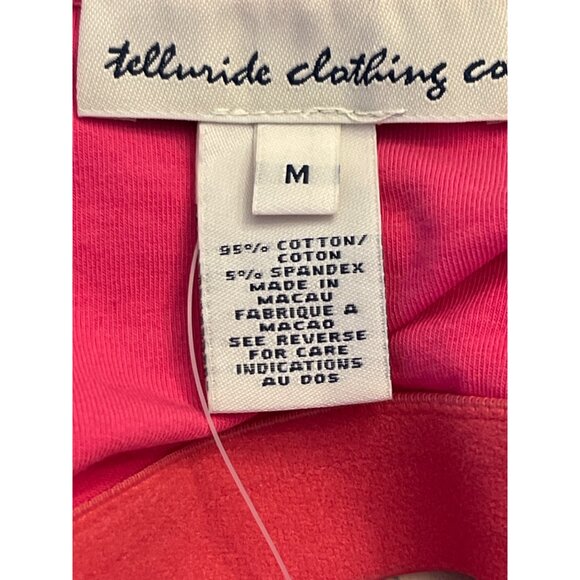 telluride clothing co
M
95% COTTON/
COTON
5% SPANDEX
MADE IN
MACAU
FABRIQUE A
MACAO
SEE REVERSE
FOR CARE
INDICATIONS
AU DOS